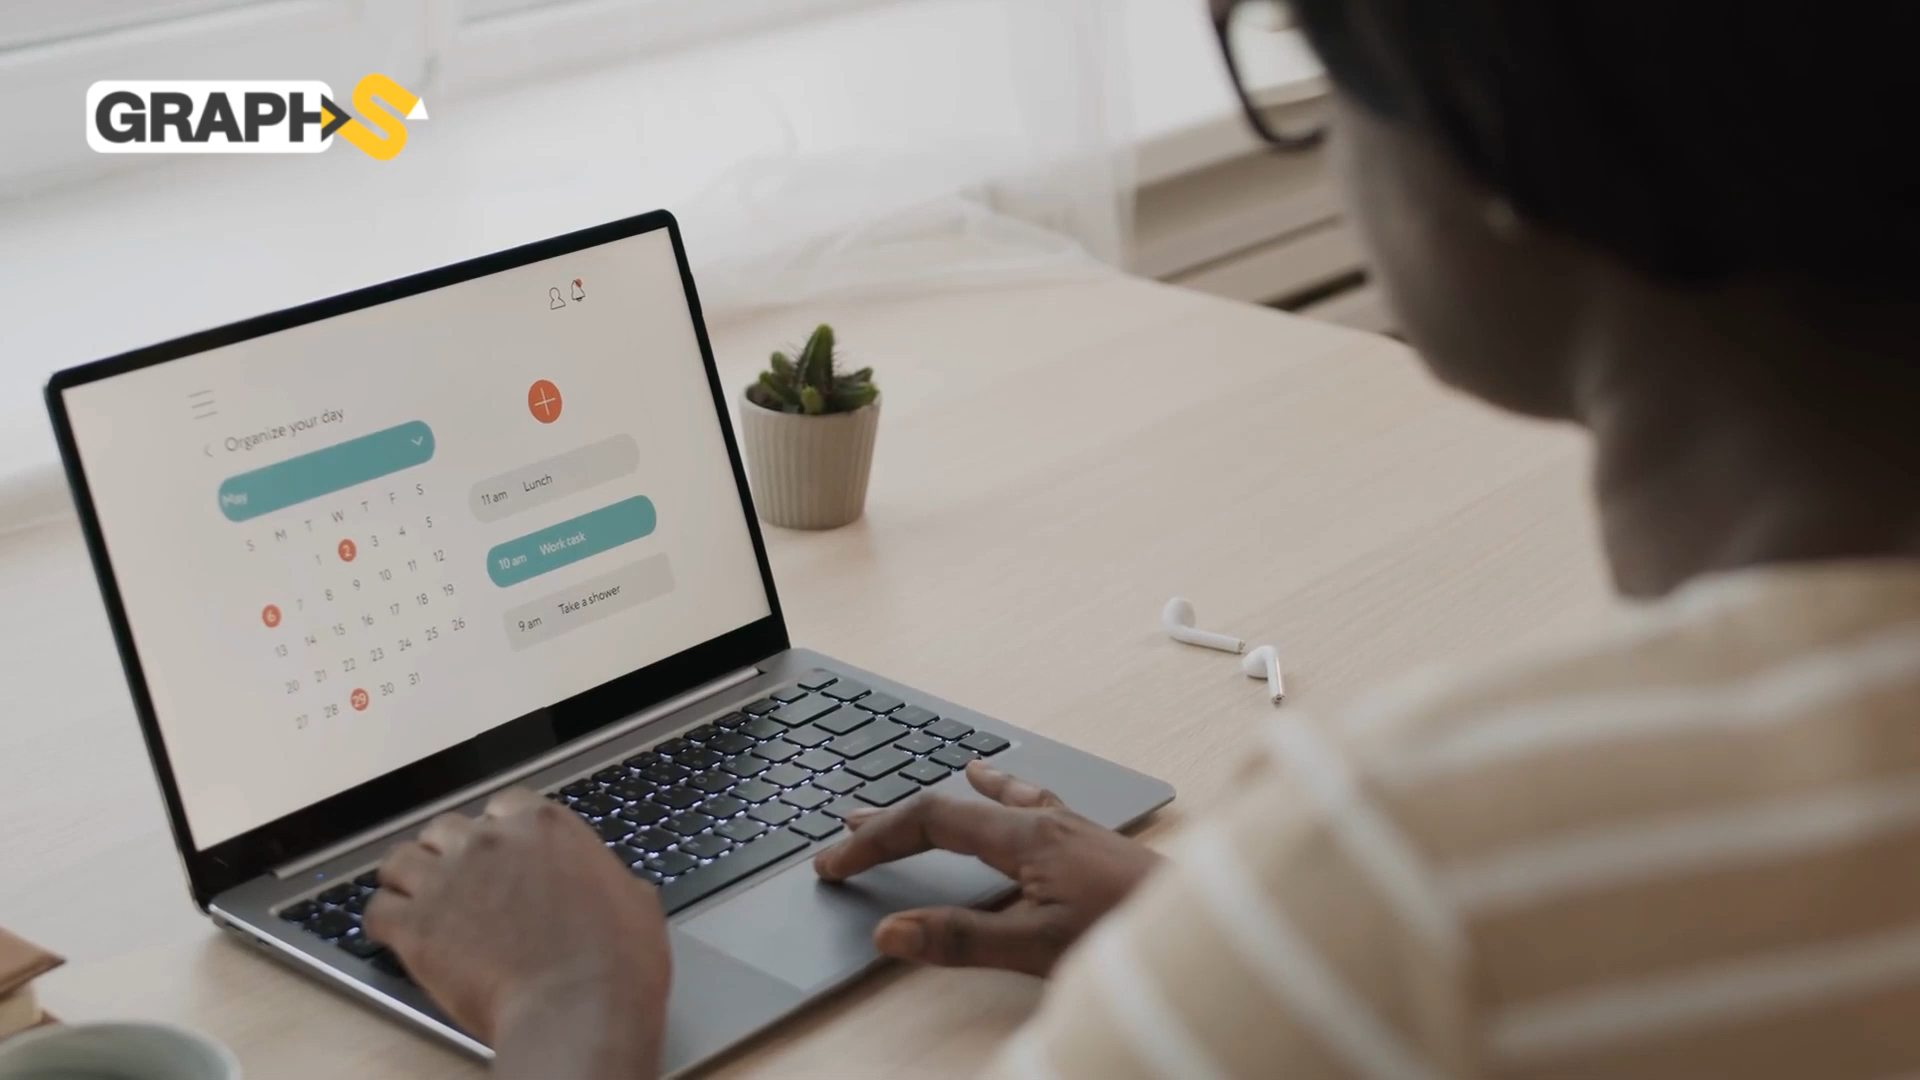 GRAPHS
Organize your day
May
S M T W T F S
1 2 3 4 5
6 7 8 9 10 11 12
13 14 15 16 17 18 19
20 21 22 23 24 25 26
27 28 29 30 31
11 am Lunch
10 am Work task
9 am Take a shower